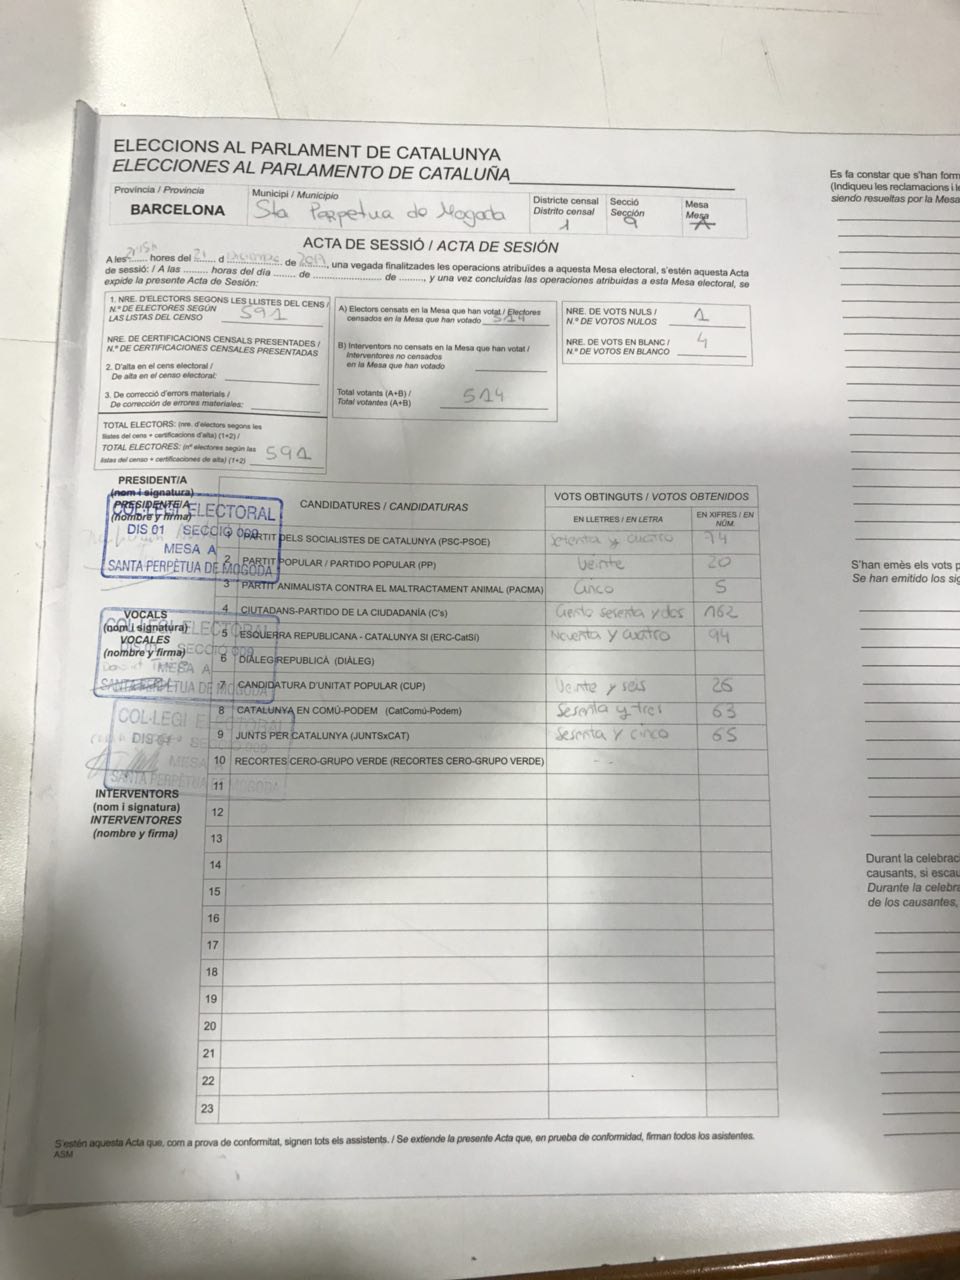 ELECCIONS AL PARLAMENT DE CATALUNYA
ELECCIONES AL PARLAMENTO DE CATALUÑA
Provincia / Provincia
BARCELONA
Municipi / Municipio
Sta Perpetua de Mogoda
Districte censal
Distrito censal
1
Secció
Sección
9
Mesa
Mesa
A
ACTA DE SESSIÓ / ACTA DE SESIÓN
A les ........ hores del 21 d ............ de 2017, una vegada finalitzades les operacions atribuïdes a aquesta Mesa electoral, s'estén aquesta Acta
de sessió: / A las ......... horas del día ....... de ......................... de ........, y una vez concluídas las operaciones atribuidas a esta Mesa electoral, se
expide la presente Acta de Sesión:
1. NRE. D'ELECTORS SEGONS LES LLISTES DEL CENS /
N.º DE ELECTORES SEGÚN
LAS LISTAS DEL CENSO 591
NRE. DE CERTIFICACIONS CENSALS PRESENTADES /
N.º DE CERTIFICACIONES CENSALES PRESENTADAS
2. D'alta en el cens electoral /
De alta en el censo electoral:
3. De correcció d'errors materials /
De corrección de errores materiales:
TOTAL ELECTORS: (nre. d'electors segons les
llistes del cens + certificacions d'alta) (1+2) /
TOTAL ELECTORES: (nº electores según las
listas del censo + certificaciones de alta) (1+2) 591
A) Electors censats en la Mesa que han votat / Electores
censados en la Mesa que han votado 514
B) Interventors no censats en la Mesa que han votat /
Interventores no censados
en la Mesa que han votado
Total votants (A+B) /
Total votantes (A+B) 514
NRE. DE VOTS NULS /
N.º DE VOTOS NULOS 1
NRE. DE VOTS EN BLANC /
N.º DE VOTOS EN BLANCO 4
PRESIDENT/A
(nom i signatura)
PRESIDENTE/A
(nombre y firma)
COL·LEGI ELECTORAL
DIS 01 SECCIÓ 009
MESA A
SANTA PERPÈTUA DE MOGODA
VOCALS
(nom i signatura)
VOCALES
(nombre y firma)
COL·LEGI ELECTORAL
DIS 01 SECCIÓ 009
MESA A
SANTA PERPÈTUA DE MOGODA
COL·LEGI ELECTORAL
DIS 01 SECCIÓ 009
MESA A
SANTA PERPÈTUA DE MOGODA
INTERVENTORS
(nom i signatura)
INTERVENTORES
(nombre y firma)
CANDIDATURES / CANDIDATURAS
VOTS OBTINGUTS / VOTOS OBTENIDOS
EN LLETRES / EN LETRA
EN XIFRES / EN NÚM.
1 PARTIT DELS SOCIALISTES DE CATALUNYA (PSC-PSOE) Setenta y cuatro 74
2 PARTIT POPULAR / PARTIDO POPULAR (PP) Veinte 20
3 PARTIT ANIMALISTA CONTRA EL MALTRACTAMENT ANIMAL (PACMA) Cinco 5
4 CIUTADANS-PARTIDO DE LA CIUDADANÍA (C's) Ciento sesenta y dos 162
5 ESQUERRA REPUBLICANA - CATALUNYA SI (ERC-CatSí) Noventa y cuatro 94
6 DIÀLEG REPUBLICÀ (DIÀLEG)
7 CANDIDATURA D'UNITAT POPULAR (CUP) Veinte y seis 26
8 CATALUNYA EN COMÚ-PODEM (CatComú-Podem) Sesenta y tres 63
9 JUNTS PER CATALUNYA (JUNTSxCAT) Sesenta y cinco 65
10 RECORTES CERO-GRUPO VERDE (RECORTES CERO-GRUPO VERDE) - -
11
12
13
14
15
16
17
18
19
20
21
22
23
S'estén aquesta Acta que, com a prova de conformitat, signen tots els assistents. / Se extiende la presente Acta que, en prueba de conformidad, firman todos los asistentes.
ASM
Es fa constar que s'han form
(Indiqueu les reclamacions i
siendo resueltas por la Mesa
S'han emès els vots p
Se han emitido los sig
Durant la celebrac
causants, si escau
Durante la celebra
de los causantes,